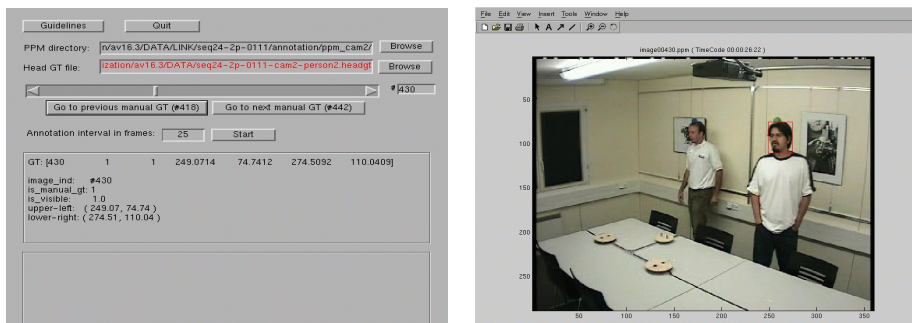 Guidelines Quit
PPM directory: n/av16.3/DATA/LINK/seq24-2p-0111/annotation/ppm_cam2/ Browse
Head GT file: ization/av16.3/DATA/seq24-2p-0111-cam2-person2.headgt Browse
# 430
Go to previous manual GT (#418) Go to next manual GT (#442)
Annotation interval in frames: 25 Start
GT: [430 1 1 249.0714 74.7412 274.5092 110.0409]
image_ind: #430
is_manual_gt: 1
is_visible: 1.0
upper-left: ( 249.07, 74.74 )
lower-right: ( 274.51, 110.04 )
File Edit View Insert Tools Window Help
image00430.ppm ( TimeCode 00:00:26:22 )
50
100
150
200
250
50 100 150 200 250 300 350